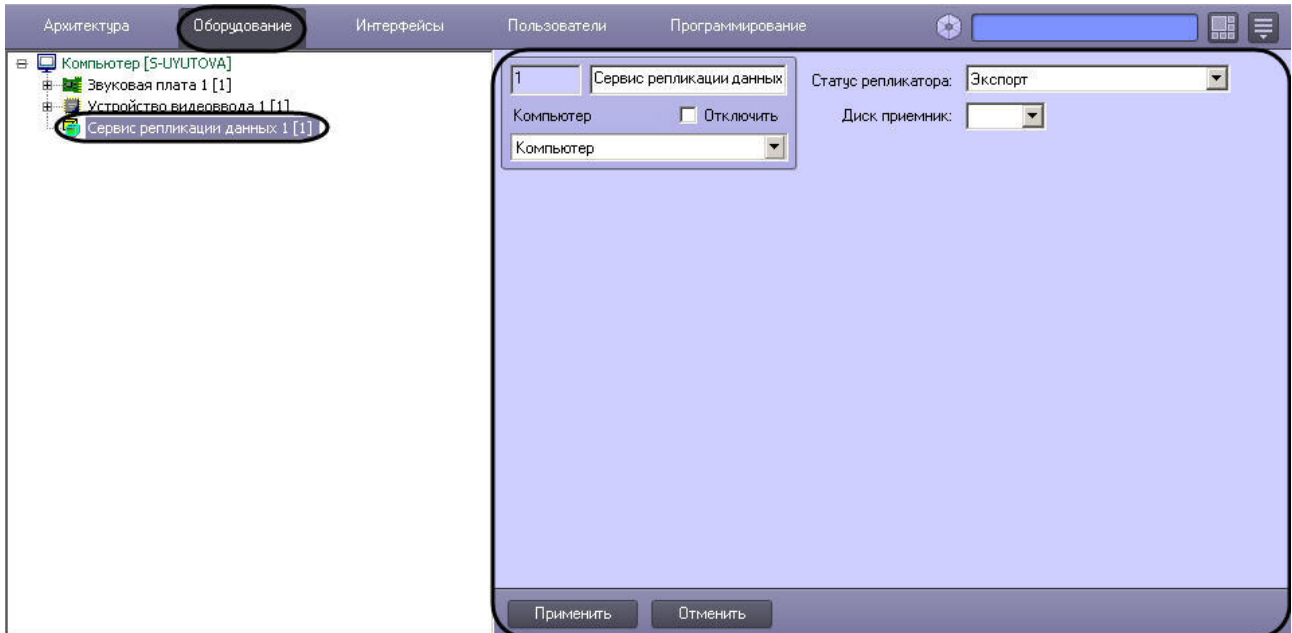 Архитектура Оборудование Интерфейсы Пользователи Программирование
Компьютер [S-UYUTOVA]
Звуковая плата 1 [1]
Устройство видеоввода 1 [1]
Сервис репликации данных 1 [1]
1 Сервис репликации данных
Компьютер Отключить
Компьютер
Статус репликатора: Экспорт
Диск приемник:
Применить Отменить